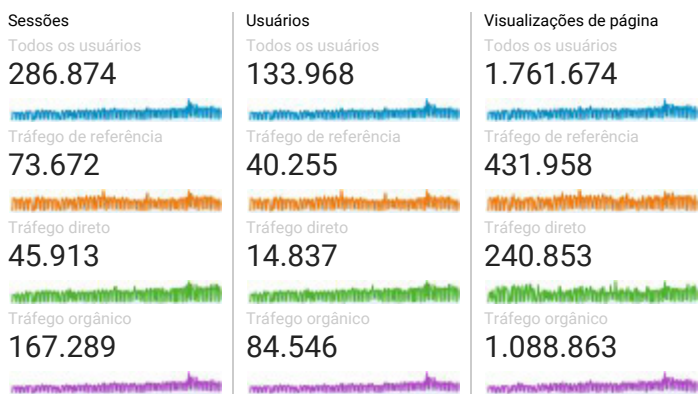 Sessões
Todos os usuários
286.874
Tráfego de referência
73.672
Tráfego direto
45.913
Tráfego orgânico
167.289
Usuários
Todos os usuários
133.968
Tráfego de referência
40.255
Tráfego direto
14.837
Tráfego orgânico
84.546
Visualizações de página
Todos os usuários
1.761.674
Tráfego de referência
431.958
Tráfego direto
240.853
Tráfego orgânico
1.088.863